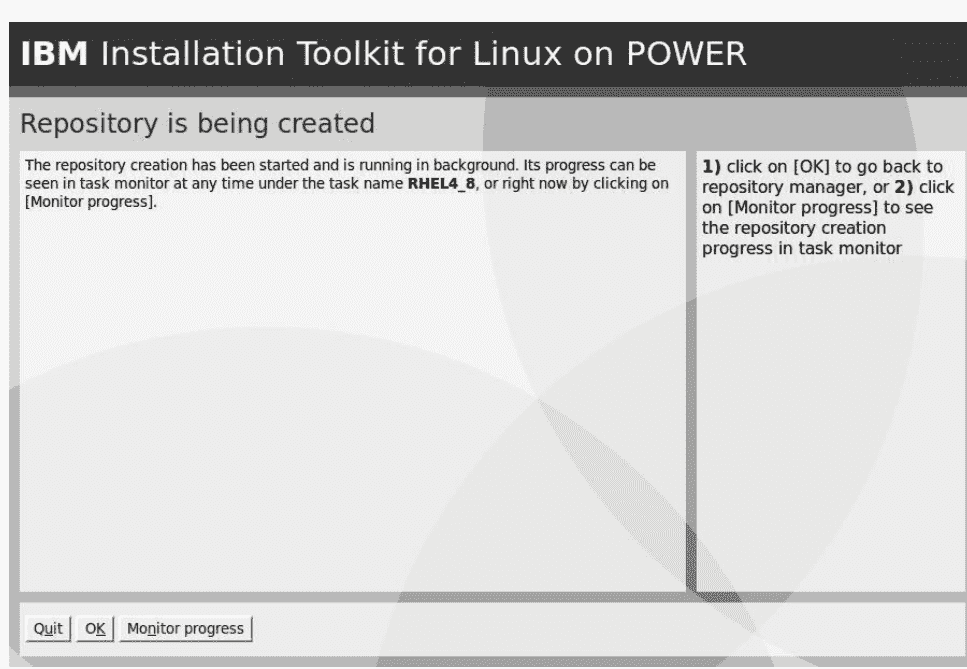 IBM Installation Toolkit for Linux on POWER
Repository is being created
The repository creation has been started and is running in background. Its progress can be
seen in task monitor at any time under the task name RHEL4_8, or right now by clicking on
[Monitor progress].
1) click on [OK] to go back to
repository manager, or 2) click
on [Monitor progress] to see
the repository creation
progress in task monitor
Quit
OK
Monitor progress